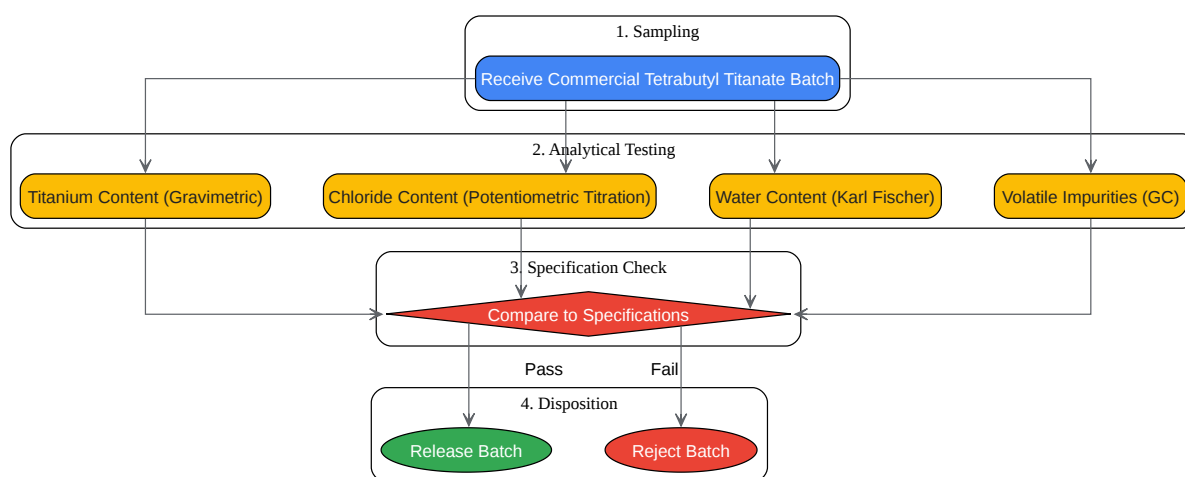 1. Sampling
Receive Commercial Tetrabutyl Titanate Batch
2. Analytical Testing
Titanium Content (Gravimetric)
Chloride Content (Potentiometric Titration)
Water Content (Karl Fischer)
Volatile Impurities (GC)
3. Specification Check
Compare to Specifications
Pass
Fail
4. Disposition
Release Batch
Reject Batch